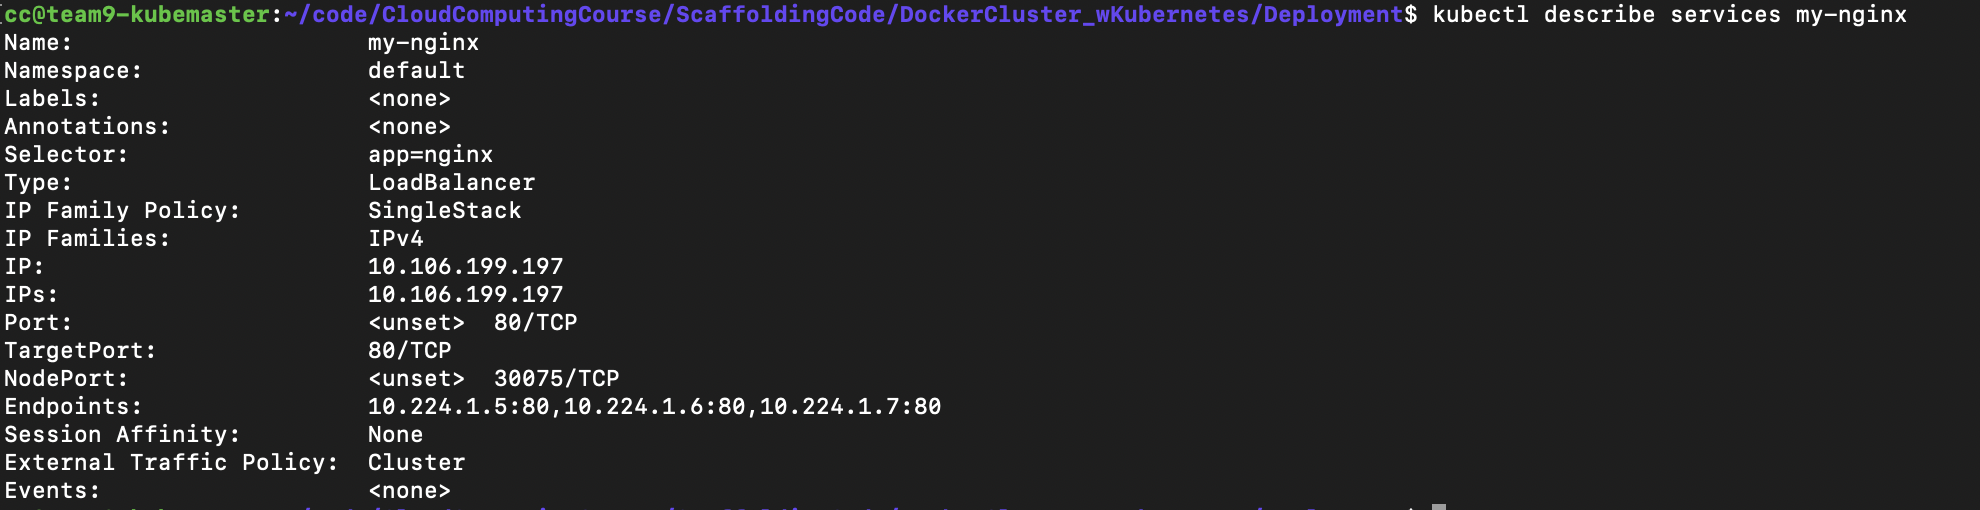 cc@team9-kubemaster:~/code/CloudComputingCourse/ScaffoldingCode/DockerCluster_wKubernetes/Deployment$ kubectl describe services my-nginx
Name:                     my-nginx
Namespace:                default
Labels:                   <none>
Annotations:              <none>
Selector:                 app=nginx
Type:                     LoadBalancer
IP Family Policy:         SingleStack
IP Families:              IPv4
IP:                       10.106.199.197
IPs:                      10.106.199.197
Port:                     <unset>  80/TCP
TargetPort:               80/TCP
NodePort:                 <unset>  30075/TCP
Endpoints:                10.224.1.5:80,10.224.1.6:80,10.224.1.7:80
Session Affinity:         None
External Traffic Policy:  Cluster
Events:                   <none>